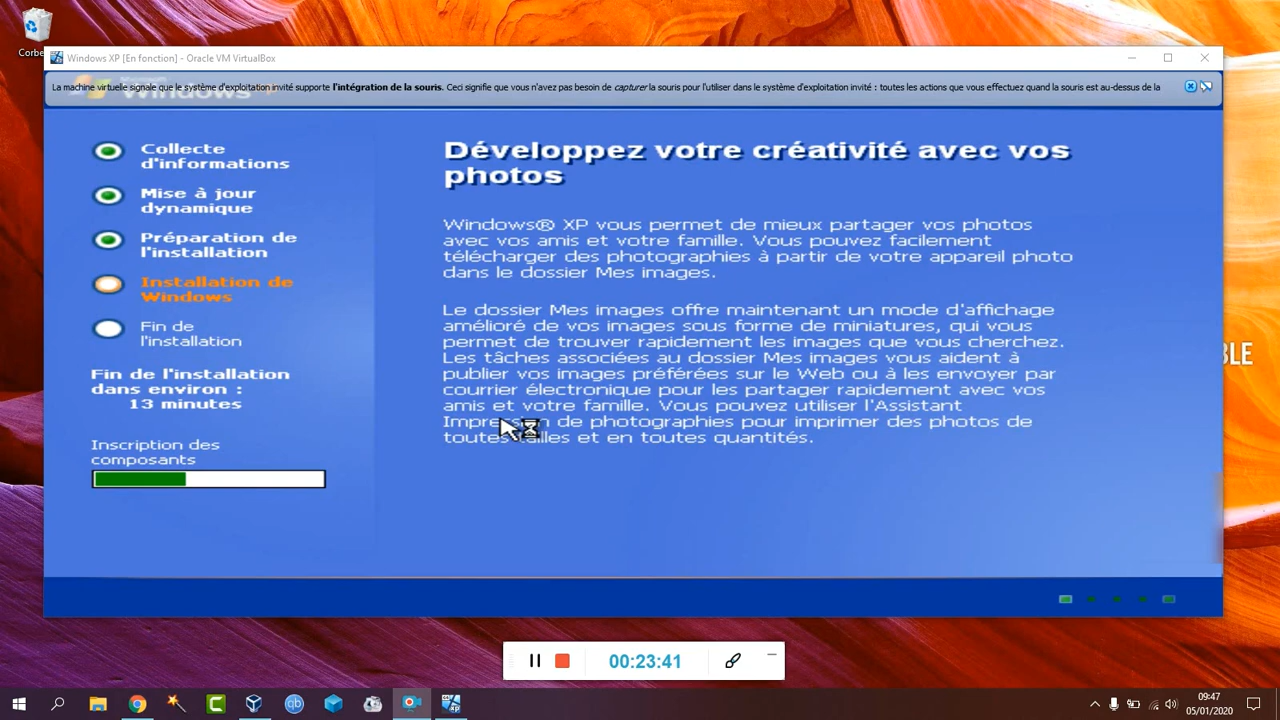 Windows XP [En fonction] - Oracle VM VirtualBox
La machine virtuelle signale que le système d'exploitation invité supporte l'intégration de la souris. Ceci signifie que vous n'avez pas besoin de capturer la souris pour l'utiliser dans le système d'exploitation invité : toutes les actions que vous effectuez quand la souris est au-dessus de la
Windows
Collecte
d'informations
Mise à jour
dynamique
Préparation de
l'installation
Installation de
Windows
Fin de
l'installation
Fin de l'installation
dans environ :
13 minutes
Inscription des
composants
Développez votre créativité avec vos
photos
Windows® XP vous permet de mieux partager vos photos
avec vos amis et votre famille. Vous pouvez facilement
télécharger des photographies à partir de votre appareil photo
dans le dossier Mes images.
Le dossier Mes images offre maintenant un mode d'affichage
amélioré de vos images sous forme de miniatures, qui vous
permet de trouver rapidement les images que vous cherchez.
Les tâches associées au dossier Mes images vous aident à
publier vos images préférées sur le Web ou à les envoyer par
courrier électronique pour les partager rapidement avec vos
amis et votre famille. Vous pouvez utiliser l'Assistant
Impression de photographies pour imprimer des photos de
toutes tailles et en toutes quantités.
00:23:41
09:47
05/01/2020